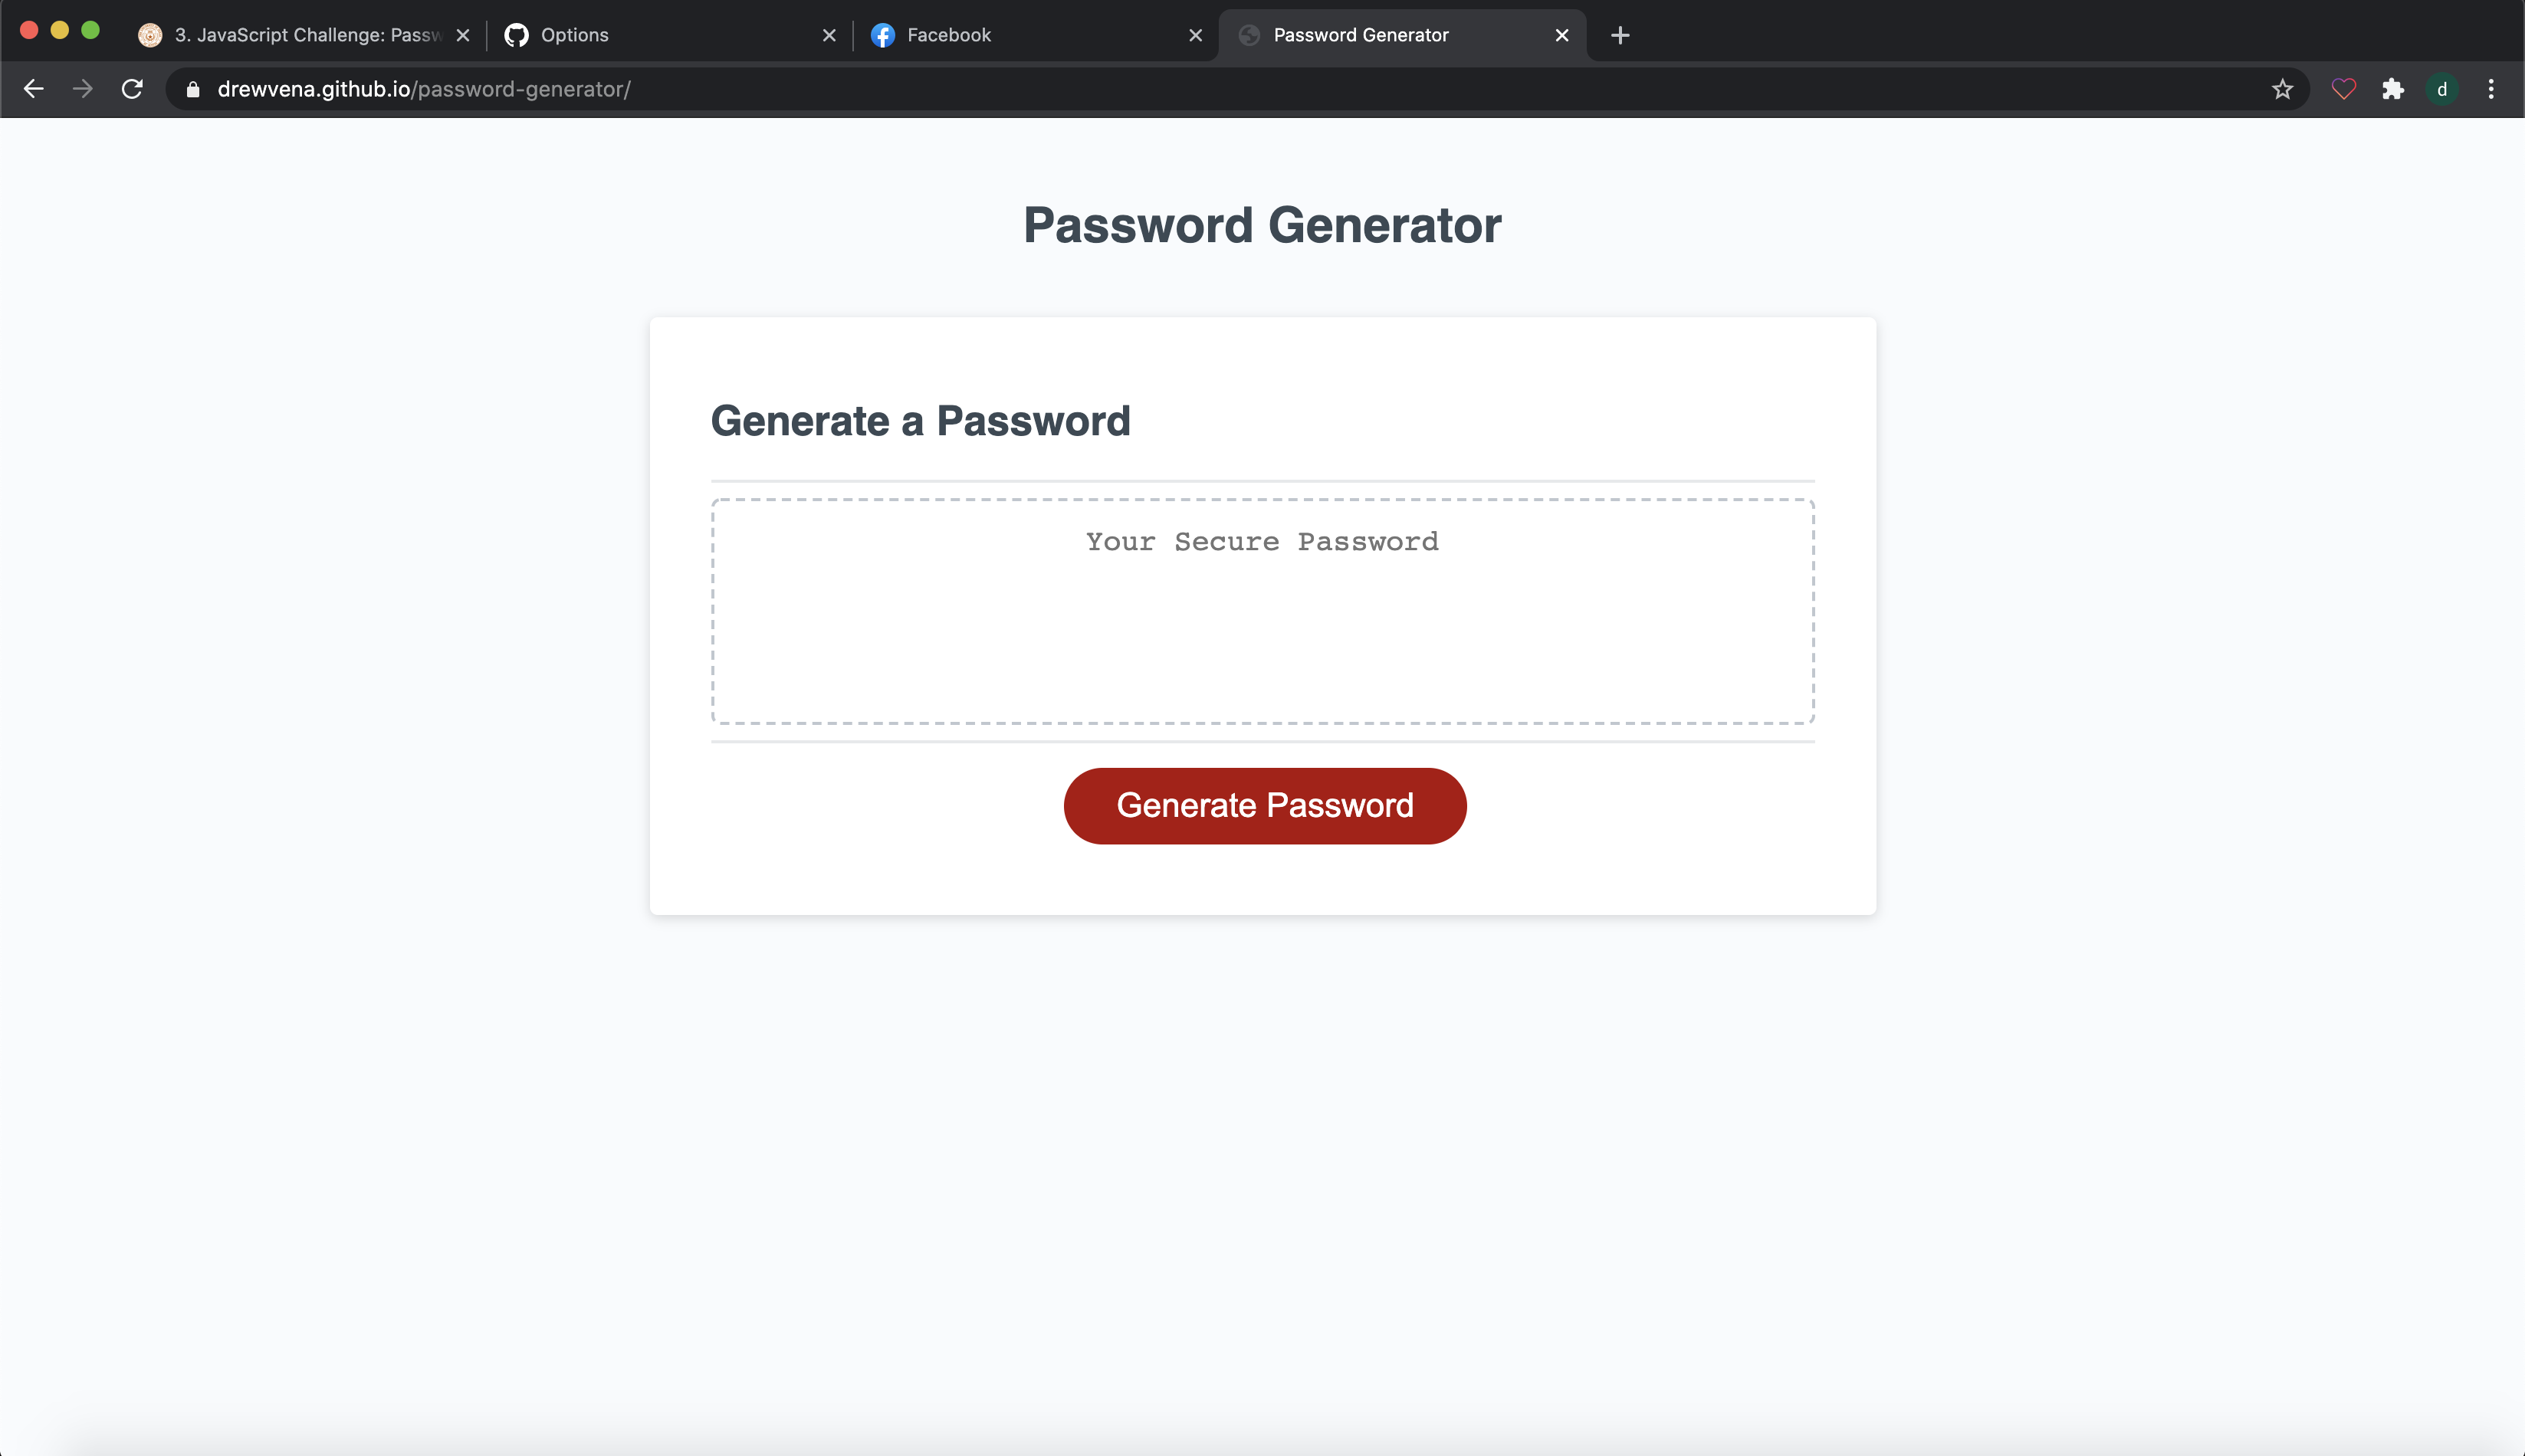 3. JavaScript Challenge: Passw
Options
Facebook
Password Generator
drewvena.github.io/password-generator/
d
Password Generator
Generate a Password
Your Secure Password
Generate Password